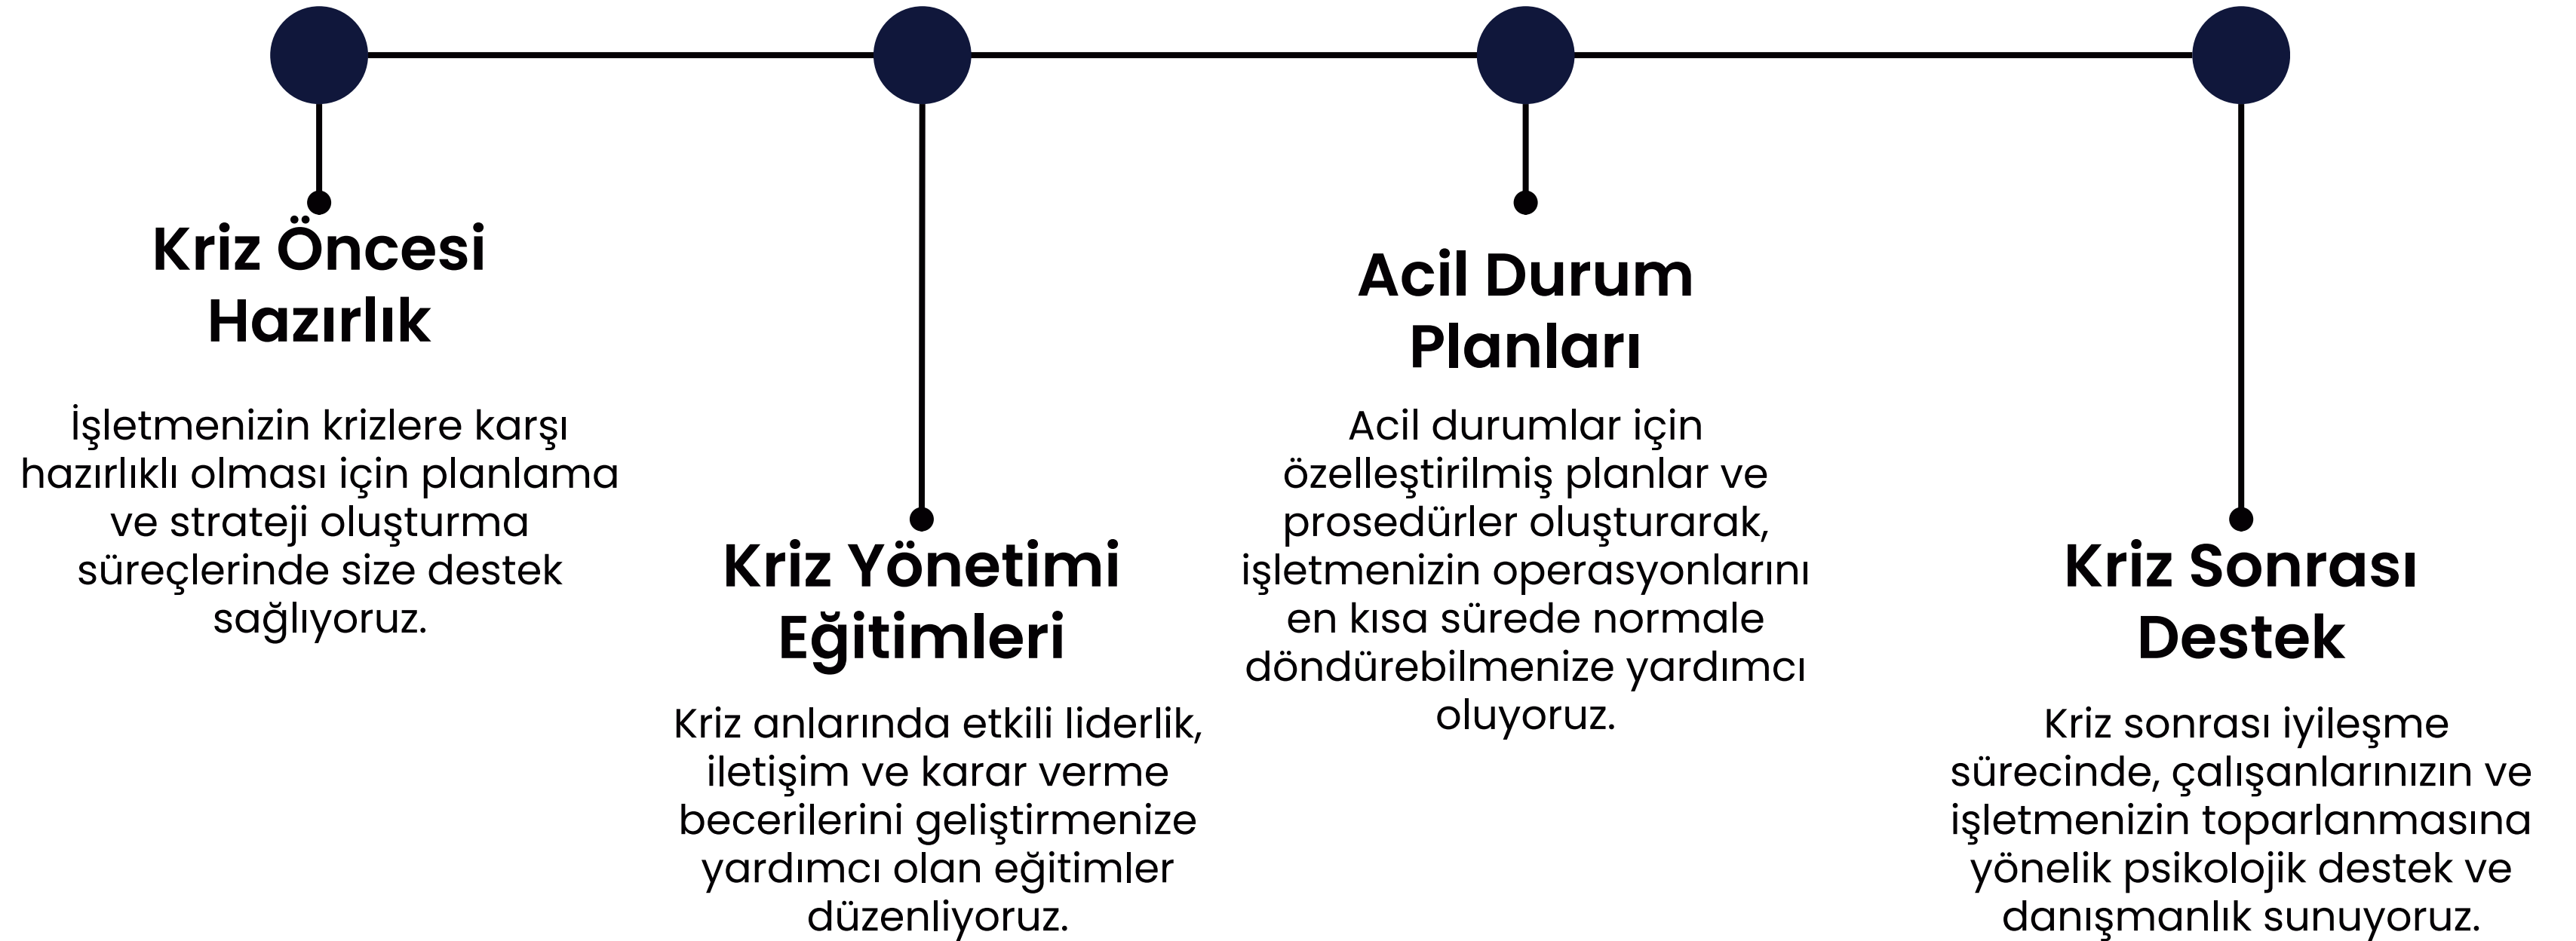 Kriz Öncesi
Hazırlık
İşletmenizin krizlere karşı
hazırlıklı olması için planlama
ve strateji oluşturma
süreçlerinde size destek
sağlıyoruz.
Kriz Yönetimi
Eğitimleri
Kriz anlarında etkili liderlik,
iletişim ve karar verme
becerilerini geliştirmenize
yardımcı olan eğitimler
düzenliyoruz.
Acil Durum
Planları
Acil durumlar için
özelleştirilmiş planlar ve
prosedürler oluşturarak,
işletmenizin operasyonlarını
en kısa sürede normale
döndürebilmenize yardımcı
oluyoruz.
Kriz Sonrası
Destek
Kriz sonrası iyileşme
sürecinde, çalışanlarınızın ve
işletmenizin toparlanmasına
yönelik psikolojik destek ve
danışmanlık sunuyoruz.